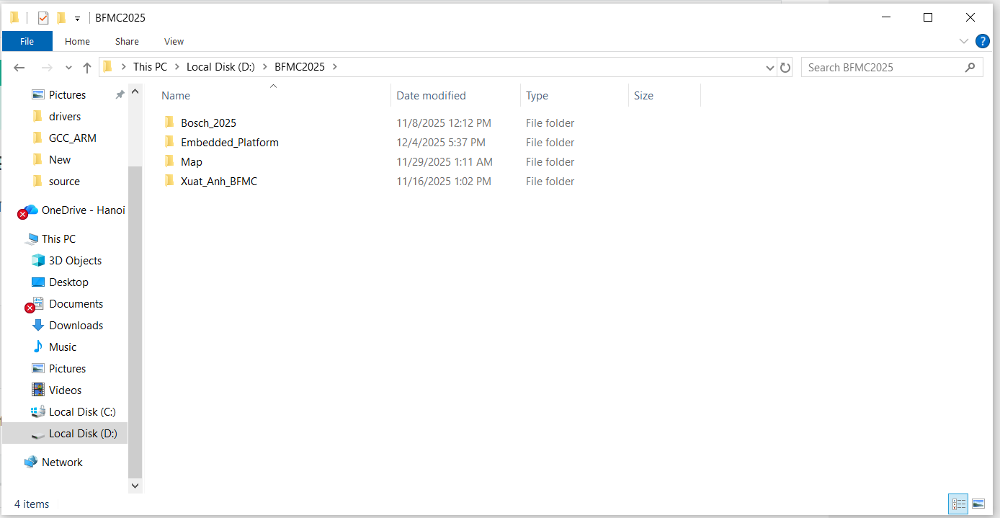 BFMC2025
File Home Share View
This PC Local Disk (D:) BFMC2025
Search BFMC2025
Name Date modified Type Size
Bosch_2025 11/8/2025 12:12 PM File folder
Embedded_Platform 12/4/2025 5:37 PM File folder
Map 11/29/2025 1:11 AM File folder
Xuat_Anh_BFMC 11/16/2025 1:02 PM File folder
Pictures
drivers
GCC_ARM
New
source
OneDrive - Hanoi
This PC
3D Objects
Desktop
Documents
Downloads
Music
Pictures
Videos
Local Disk (C:)
Local Disk (D:)
Network
4 items